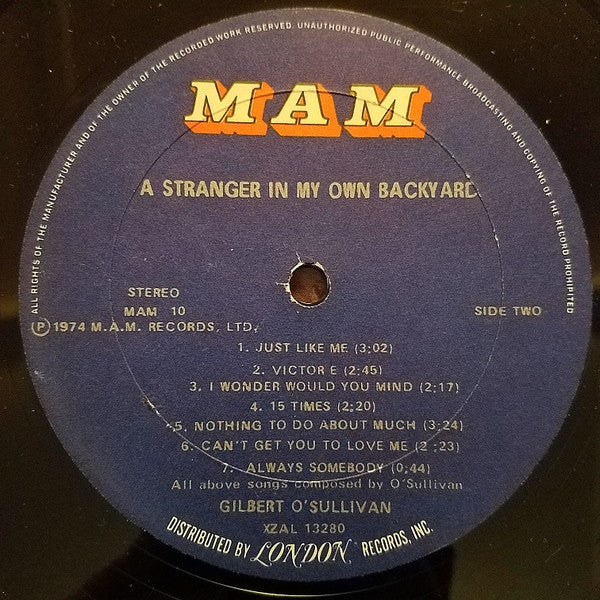 ALL RIGHTS OF THE MANUFACTURER AND OF THE OWNER OF THE RECORDED WORK RESERVED. UNAUTHORIZED PUBLIC PERFORMANCE BROADCASTING AND COPYING OF THE RECORD PROHIBITED
MAM
A STRANGER IN MY OWN BACKYARD
STEREO
MAM 10
SIDE TWO
Ⓟ 1974 M.A.M. RECORDS, LTD.
1. JUST LIKE ME (3:02)
2. VICTOR E (2:45)
3. I WONDER WOULD YOU MIND (2:17)
4. 15 TIMES (2:20)
5. NOTHING TO DO ABOUT MUCH (3:24)
6. CAN'T GET YOU TO LOVE ME (2:23)
7. ALWAYS SOMEBODY (0:44)
All above songs composed by O'Sullivan
GILBERT O'SULLIVAN
XZAL 13280
DISTRIBUTED BY LONDON RECORDS, INC.